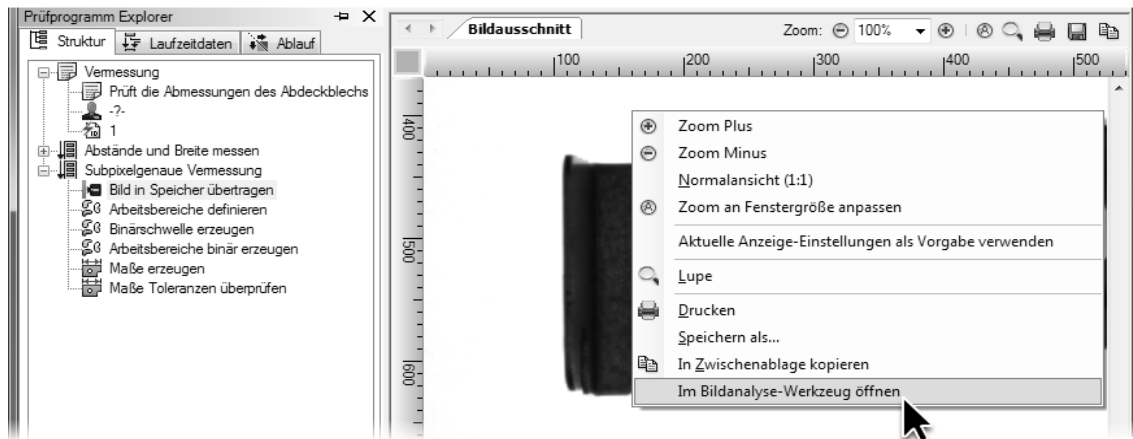 Prüfprogramm Explorer
Struktur
Laufzeitdaten
Ablauf
Vermessung
Prüft die Abmessungen des Abdeckblechs
-?-
1
Abstände und Breite messen
Subpixelgenaue Vermessung
Bild in Speicher übertragen
Arbeitsbereiche definieren
Binärschwelle erzeugen
Arbeitsbereiche binär erzeugen
Maße erzeugen
Maße Toleranzen überprüfen
Bildausschnitt
Zoom: 100%
100 200 300 400 500
400
500
600
Zoom Plus
Zoom Minus
Normalansicht (1:1)
Zoom an Fenstergröße anpassen
Aktuelle Anzeige-Einstellungen als Vorgabe verwenden
Lupe
Drucken
Speichern als...
In Zwischenablage kopieren
Im Bildanalyse-Werkzeug öffnen